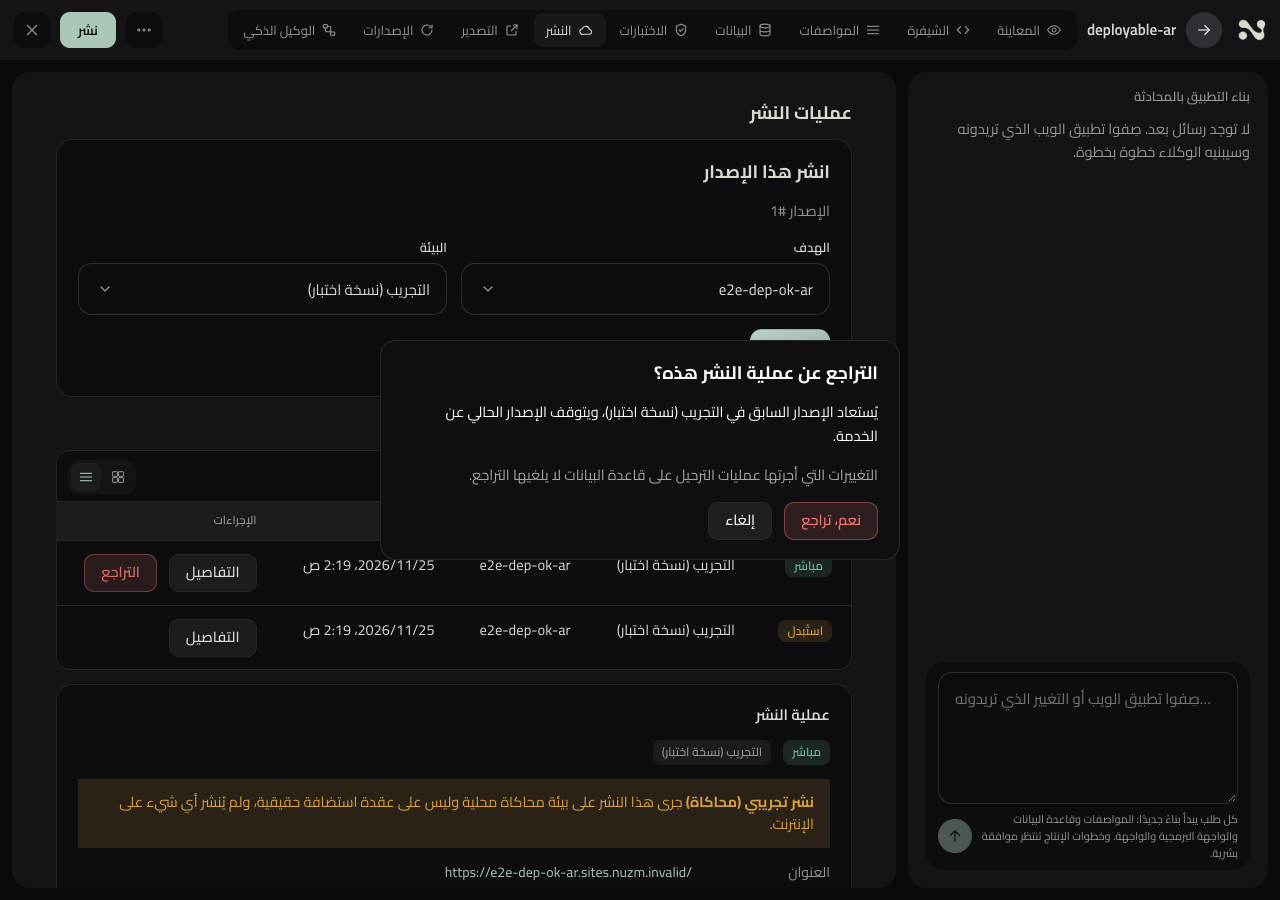 deployable-ar
المعاينة
الشيفرة
المواصفات
البيانات
الاختبارات
النشر
التصدير
الإصدارات
الوكيل الذكي
نشر
بناء التطبيق بالمحادثة
لا توجد رسائل بعد. صِفوا تطبيق الويب الذي تريدونه
وسيبنيه الوكلاء خطوة بخطوة.
صِفوا تطبيق الويب أو التغيير الذي تريدونه...
كل طلب يبدأ بناءً جديدًا: المواصفات وقاعدة البيانات
والواجهة البرمجية والواجهة. وخطوات الإنتاج تنتظر موافقة
بشرية.
عمليات النشر
انشر هذا الإصدار
الإصدار #1
الهدف
البيئة
e2e-dep-ok-ar
التجريب (نسخة اختبار)
التراجع عن عملية النشر هذه؟
يُستعاد الإصدار السابق في التجريب (نسخة اختبار)، ويتوقف الإصدار الحالي عن
الخدمة.
التغييرات التي أجرتها عمليات الترحيل على قاعدة البيانات لا يلغيها التراجع.
نعم، تراجع
إلغاء
الإجراءات
مباشر
التجريب (نسخة اختبار)
e2e-dep-ok-ar
2026/11/25، 2:19 ص
التفاصيل
التراجع
استُبدل
التجريب (نسخة اختبار)
e2e-dep-ok-ar
2026/11/25، 2:19 ص
التفاصيل
عملية النشر
مباشر
التجريب (نسخة اختبار)
نشر تجريبي (محاكاة) جرى هذا النشر على بيئة محاكاة محلية وليس على عقدة استضافة حقيقية، ولم يُنشر أي شيء على
الإنترنت.
العنوان
https://e2e-dep-ok-ar.sites.nuzm.invalid/